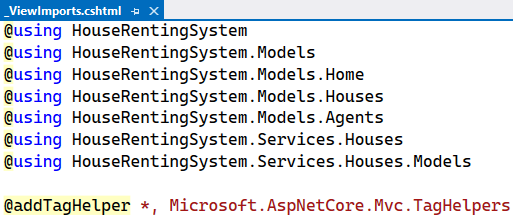 _ViewImports.cshtml
@using HouseRentingSystem
@using HouseRentingSystem.Models
@using HouseRentingSystem.Models.Home
@using HouseRentingSystem.Models.Houses
@using HouseRentingSystem.Models.Agents
@using HouseRentingSystem.Services.Houses
@using HouseRentingSystem.Services.Houses.Models
@addTagHelper *, Microsoft.AspNetCore.Mvc.TagHelpers